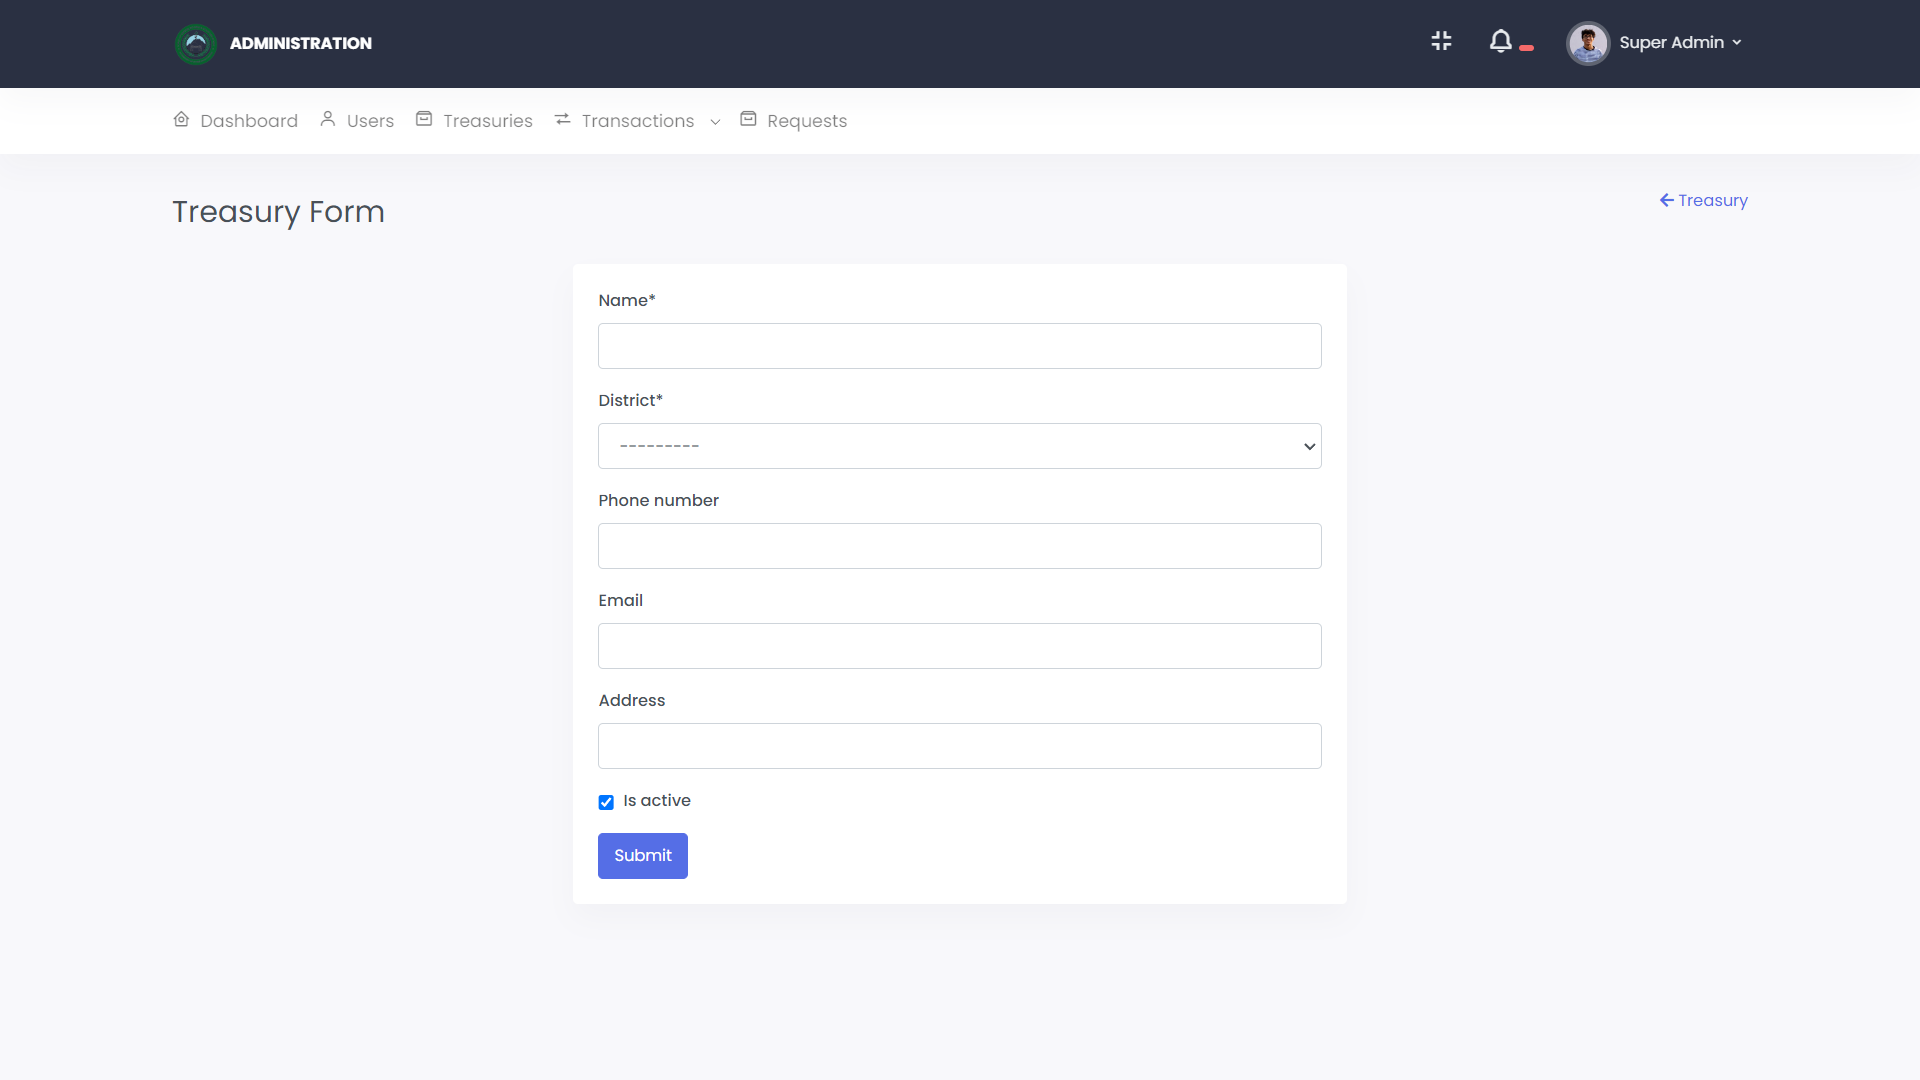 ADMINISTRATION
Super Admin
Dashboard Users Treasuries Transactions Requests
Treasury Form
Treasury
Name*
District*
---------
Phone number
Email
Address
Is active
Submit